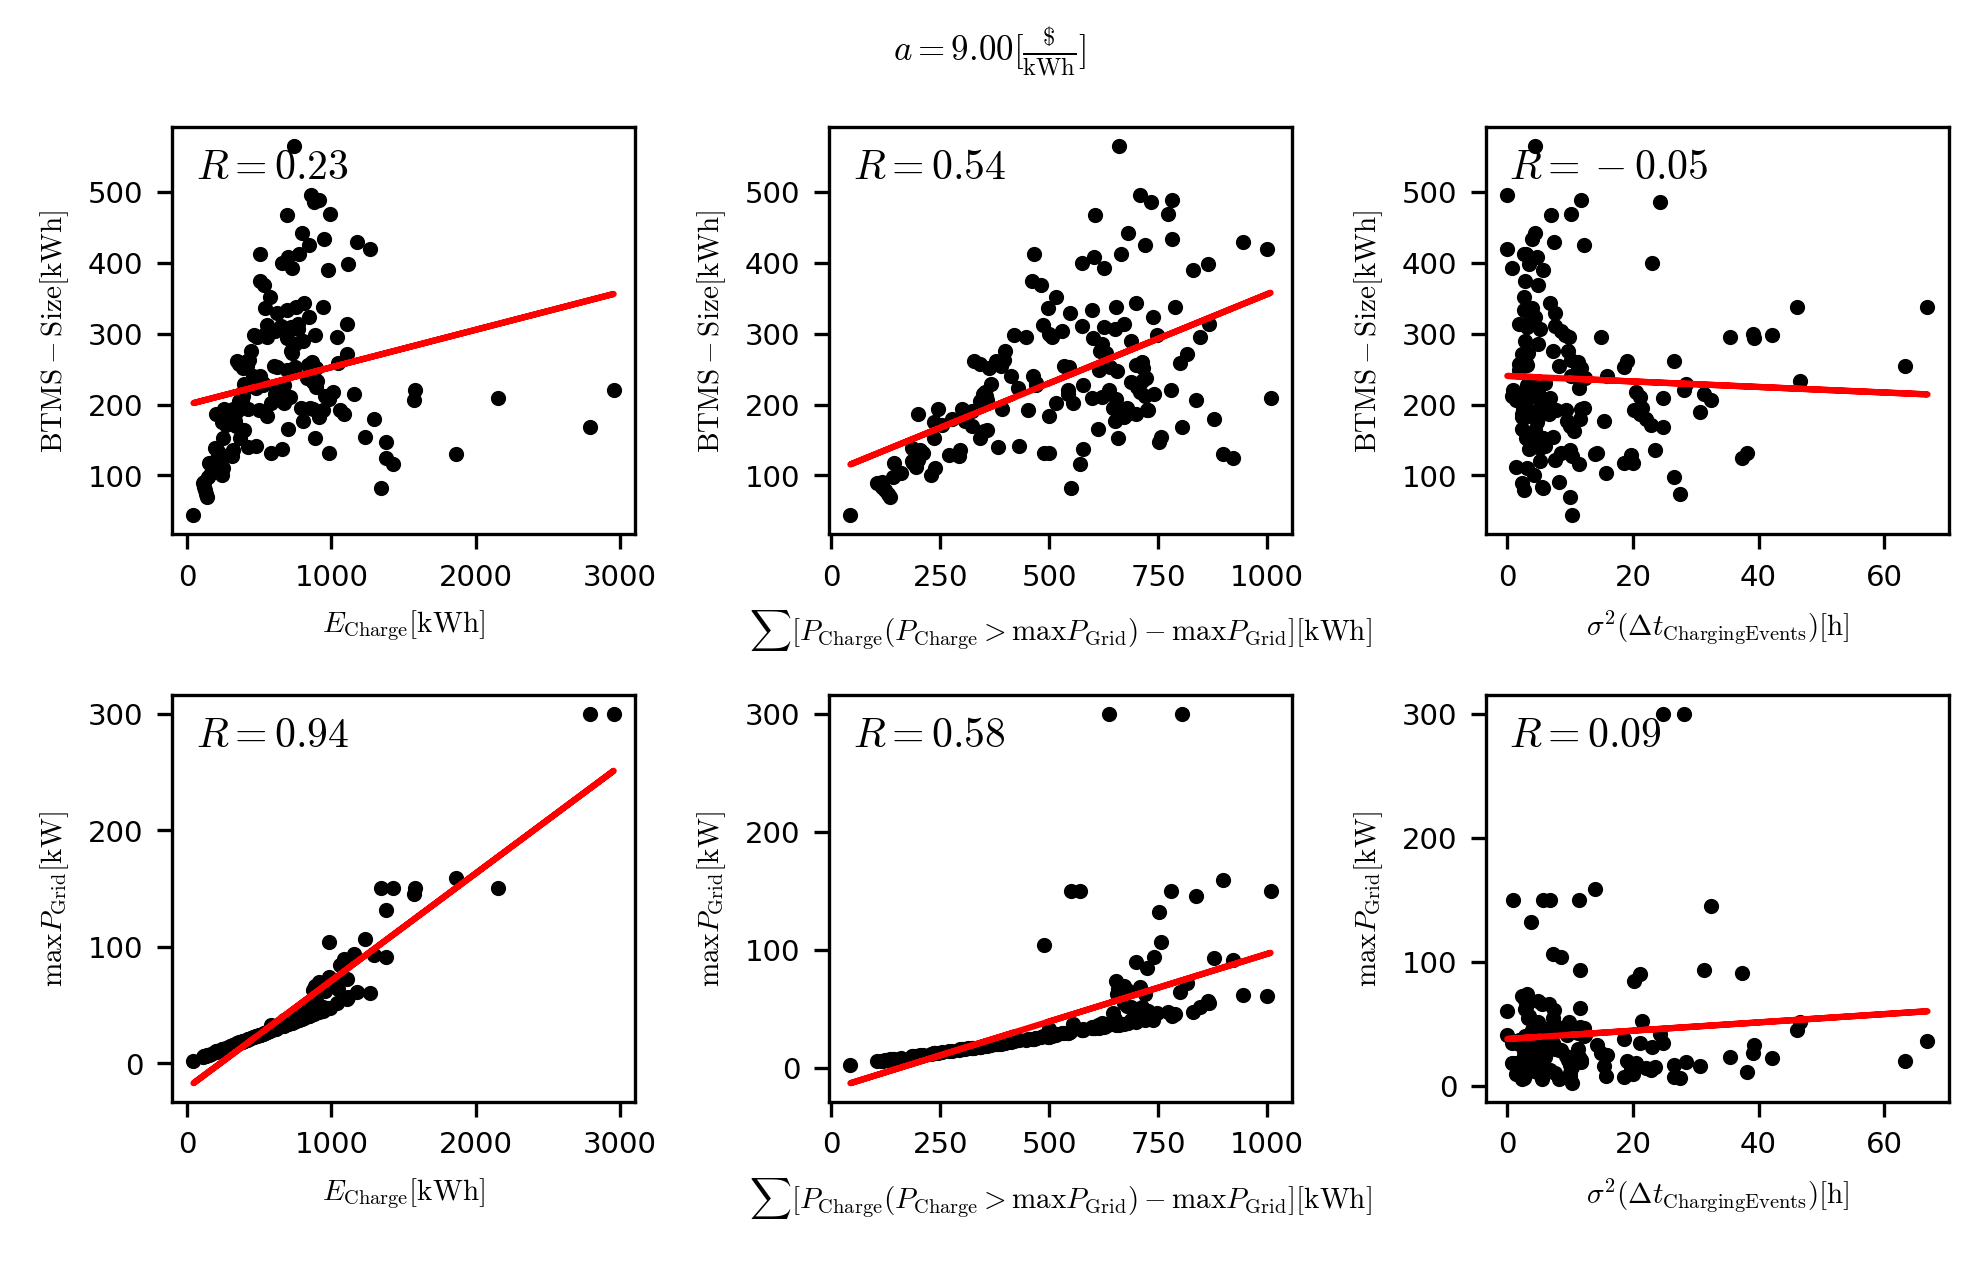 a = 9.00[$/kWh]
R = 0.23
R = 0.54
R = −0.05
BTMS − Size[kWh]
BTMS − Size[kWh]
BTMS − Size[kWh]
500
400
300
200
100
500
400
300
200
100
500
400
300
200
100
0 1000 2000 3000
0 250 500 750 1000
0 20 40 60
E_Charge[kWh]
∑[P_Charge(P_Charge > maxP_Grid) − maxP_Grid][kWh]
σ²(Δt_ChargingEvents)[h]
R = 0.94
R = 0.58
R = 0.09
maxP_Grid[kW]
maxP_Grid[kW]
maxP_Grid[kW]
300
200
100
0
300
200
100
0
300
200
100
0
0 1000 2000 3000
0 250 500 750 1000
0 20 40 60
E_Charge[kWh]
∑[P_Charge(P_Charge > maxP_Grid) − maxP_Grid][kWh]
σ²(Δt_ChargingEvents)[h]